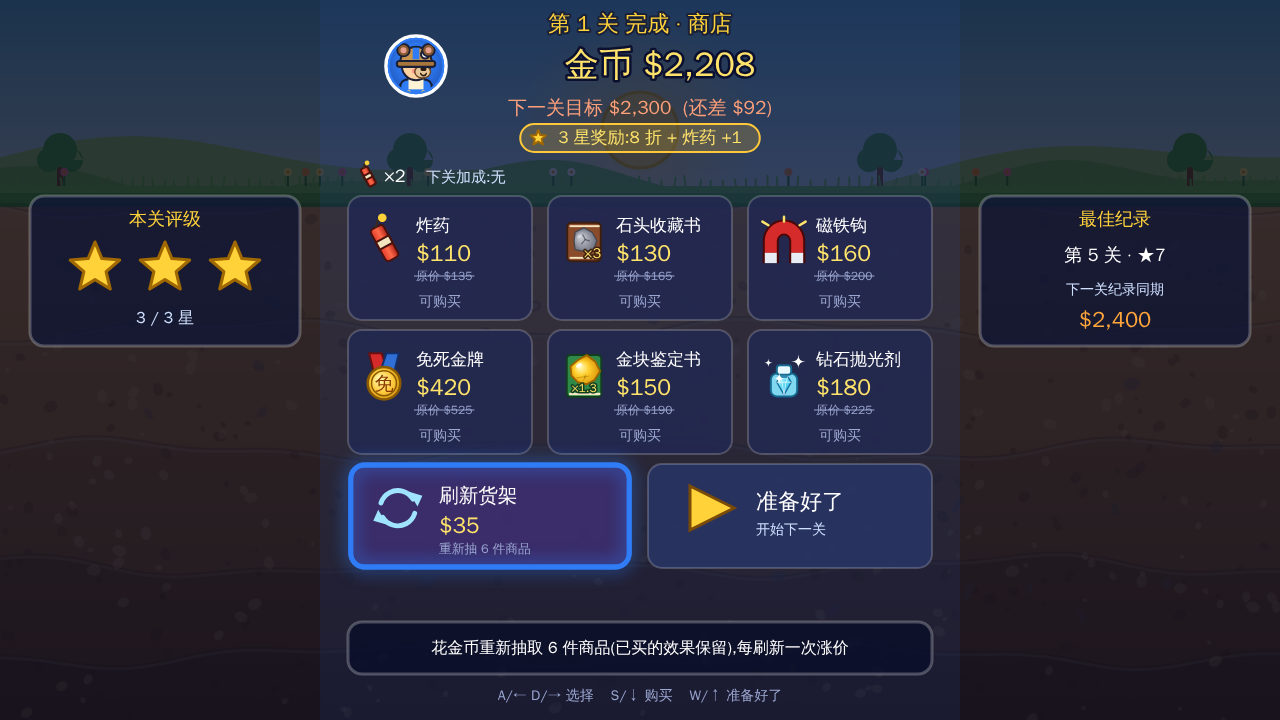 第 1 关 完成 · 商店
金币 $2,208
下一关目标 $2,300 (还差 $92)
3 星奖励:8 折 + 炸药 +1
×2 下关加成:无
本关评级
3 / 3 星
炸药
$110
原价 $135
可购买
石头收藏书
×3
$130
原价 $165
可购买
磁铁钩
$160
原价 $200
可购买
最佳纪录
第 5 关 · ★7
下一关纪录同期
$2,400
免死金牌
免
$420
原价 $525
可购买
金块鉴定书
×1.3
$150
原价 $190
可购买
钻石抛光剂
$180
原价 $225
可购买
刷新货架
$35
重新抽 6 件商品
准备好了
开始下一关
花金币重新抽取 6 件商品(已买的效果保留),每刷新一次涨价
A/← D/→ 选择 S/↓ 购买 W/↑ 准备好了